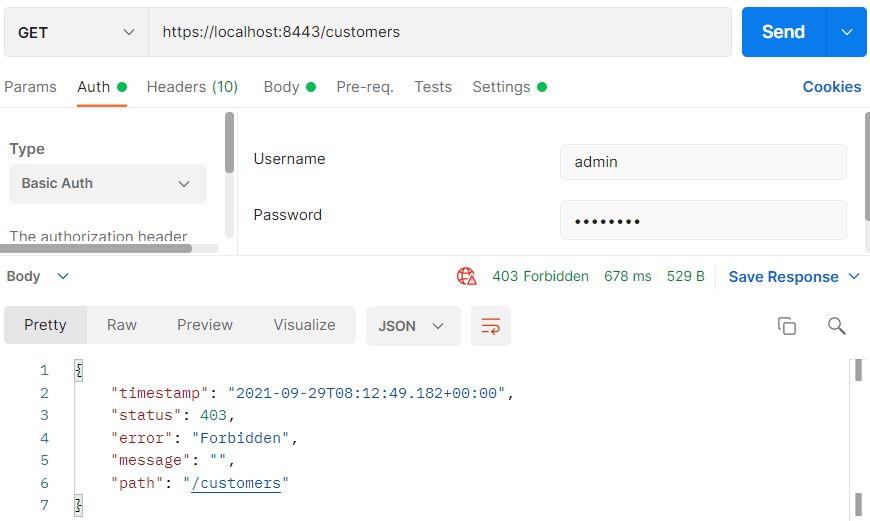 GET https://localhost:8443/customers Send
Params Auth Headers (10) Body Pre-req. Tests Settings Cookies
Type
Basic Auth
The authorization header
Username admin
Password ••••••••
Body 403 Forbidden 678 ms 529 B Save Response
Pretty Raw Preview Visualize JSON
1 {
2 "timestamp": "2021-09-29T08:12:49.182+00:00",
3 "status": 403,
4 "error": "Forbidden",
5 "message": "",
6 "path": "/customers"
7 }